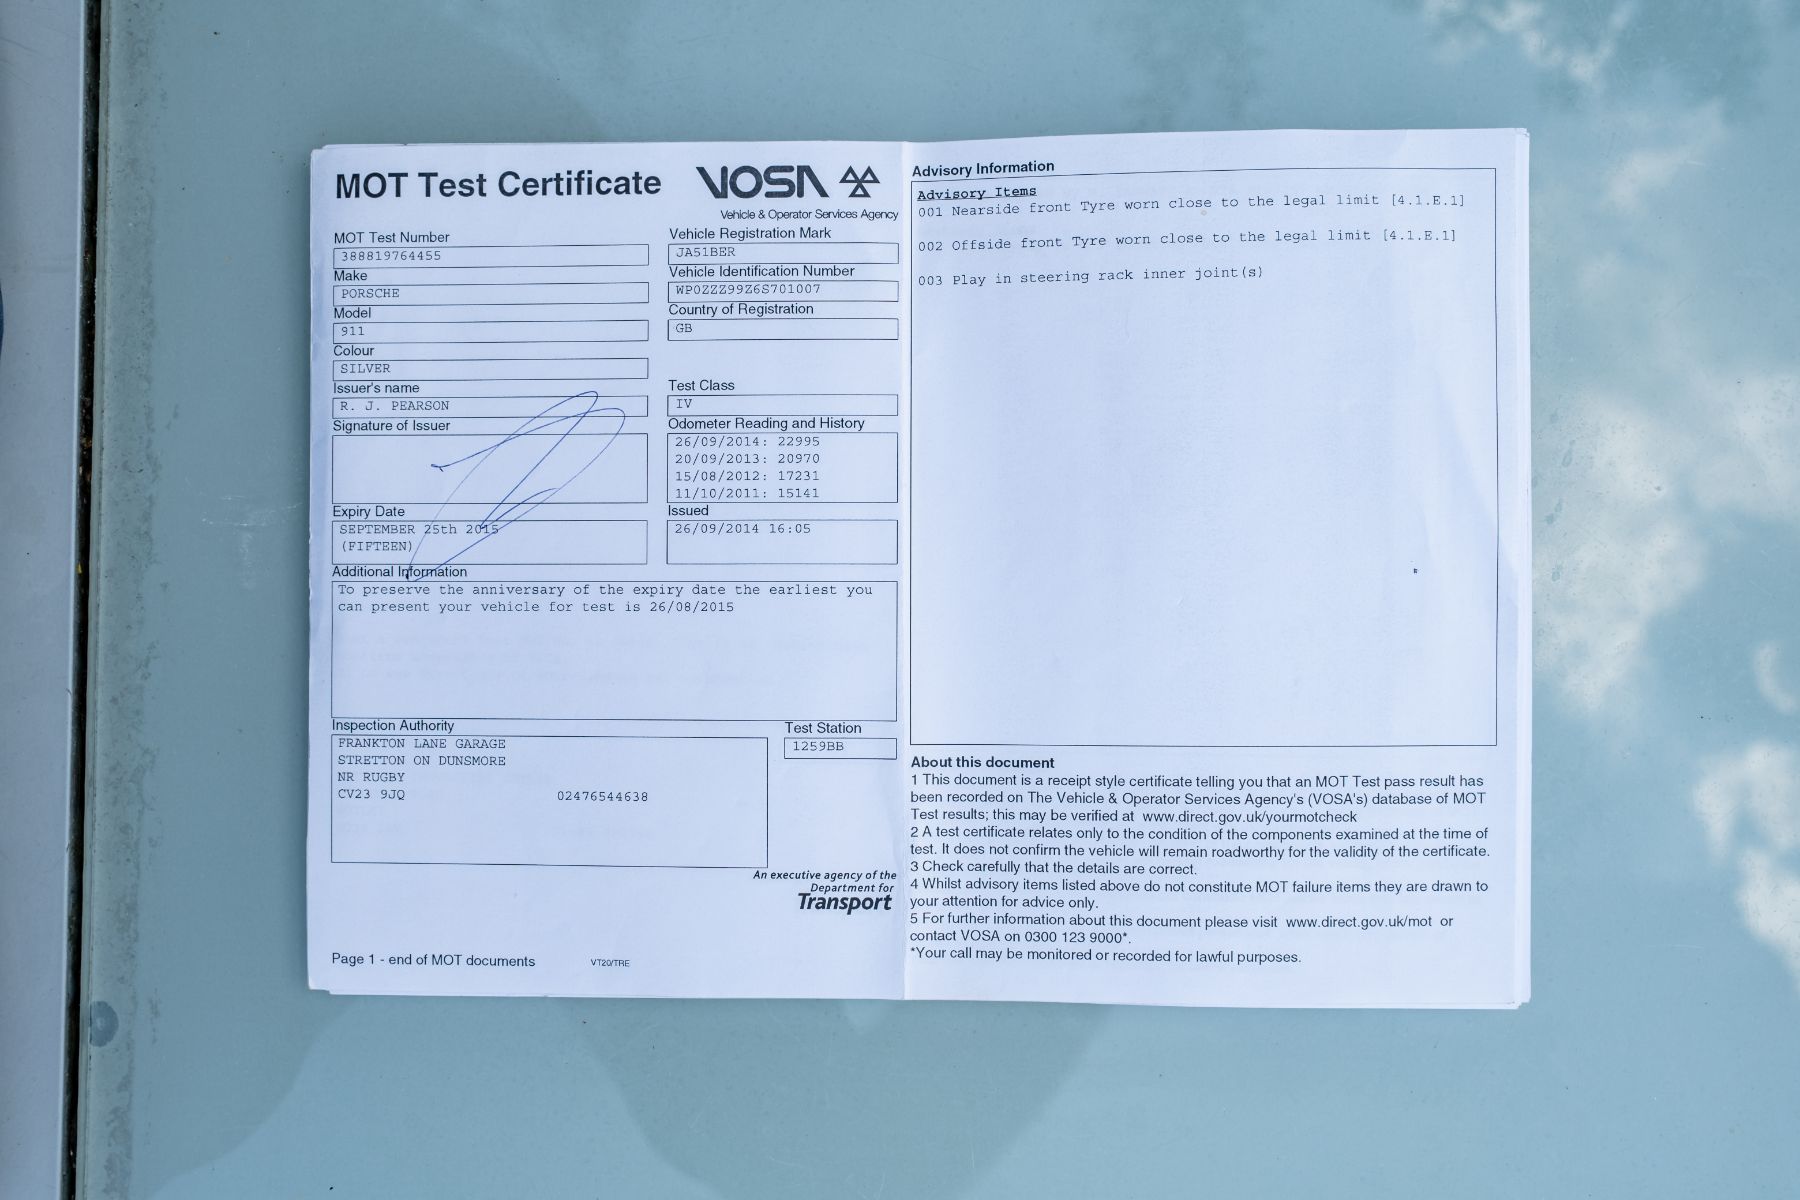 MOT Test Certificate
VOSA
Vehicle & Operator Services Agency
MOT Test Number
388819764455
Make
PORSCHE
Model
911
Colour
SILVER
Issuer's name
R. J. PEARSON
Signature of Issuer
Expiry Date
SEPTEMBER 25th 2015
(FIFTEEN)
Vehicle Registration Mark
JA51BER
Vehicle Identification Number
WP0ZZZ99Z6S701007
Country of Registration
GB
Test Class
IV
Odometer Reading and History
26/09/2014: 22995
20/09/2013: 20970
15/08/2012: 17231
11/10/2011: 15141
Issued
26/09/2014 16:05
Additional Information
To preserve the anniversary of the expiry date the earliest you
can present your vehicle for test is 26/08/2015
Inspection Authority
FRANKTON LANE GARAGE
STRETTON ON DUNSMORE
NR RUGBY
CV23 9JQ 02476544638
Test Station
1259BB
An executive agency of the
Department for
Transport
Page 1 - end of MOT documents VT20/TRE
Advisory Information
Advisory Items
001 Nearside front Tyre worn close to the legal limit [4.1.E.1]
002 Offside front Tyre worn close to the legal limit [4.1.E.1]
003 Play in steering rack inner joint(s)
About this document
1 This document is a receipt style certificate telling you that an MOT Test pass result has
been recorded on The Vehicle & Operator Services Agency's (VOSA's) database of MOT
Test results; this may be verified at www.direct.gov.uk/yourmotcheck
2 A test certificate relates only to the condition of the components examined at the time of
test. It does not confirm the vehicle will remain roadworthy for the validity of the certificate.
3 Check carefully that the details are correct.
4 Whilst advisory items listed above do not constitute MOT failure items they are drawn to
your attention for advice only.
5 For further information about this document please visit www.direct.gov.uk/mot or
contact VOSA on 0300 123 9000*.
*Your call may be monitored or recorded for lawful purposes.